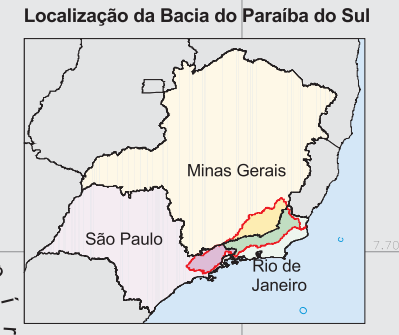 Localização da Bacia do Paraíba do Sul
Minas Gerais
São Paulo
7.70
Rio de
Janeiro